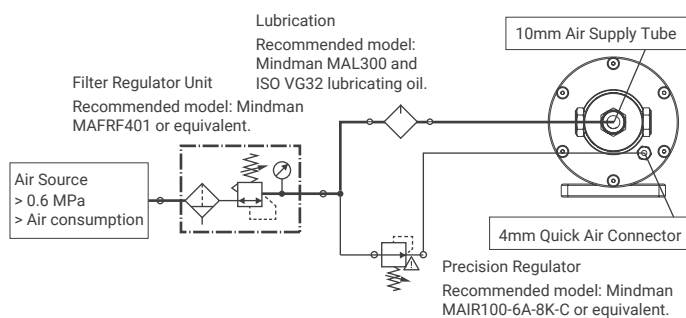 Lubrication
Recommended model:
Mindman MAL300 and
ISO VG32 lubricating oil.
10mm Air Supply Tube
Filter Regulator Unit
Recommended model: Mindman
MAFRF401 or equivalent.
Air Source
> 0.6 MPa
> Air consumption
4mm Quick Air Connector
Precision Regulator
Recommended model: Mindman
MAIR100-6A-8K-C or equivalent.